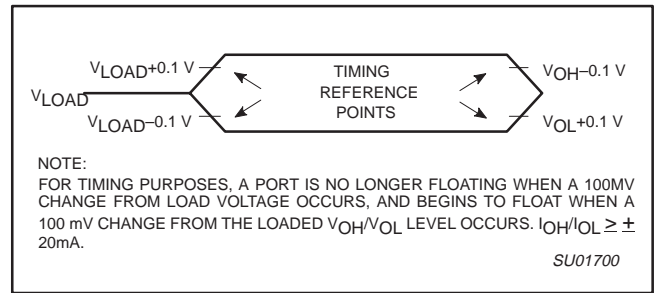 VLOAD+0.1 V
TIMING
VOH–0.1 V
VLOAD
REFERENCE
VLOAD–0.1 V
POINTS
VOL+0.1 V
NOTE:
FOR TIMING PURPOSES, A PORT IS NO LONGER FLOATING WHEN A 100MV
CHANGE FROM LOAD VOLTAGE OCCURS, AND BEGINS TO FLOAT WHEN A
100 mV CHANGE FROM THE LOADED VOH/VOL LEVEL OCCURS. IOH/IOL ≥ ±
20mA.
SU01700